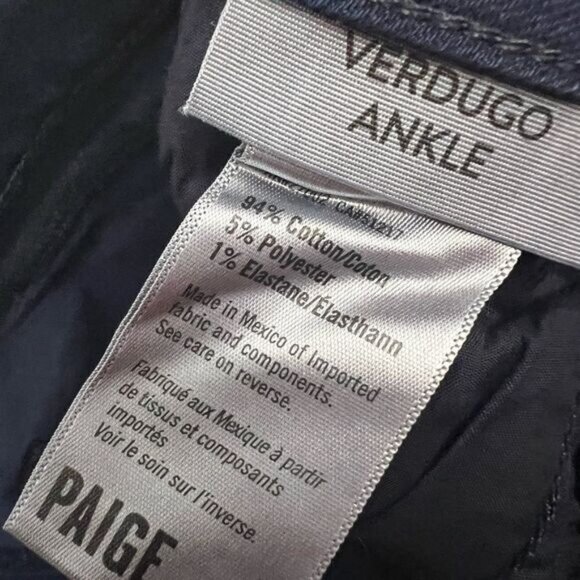 VERDUGO
ANKLE
94% Cotton/Coton
5% Polyester
1% Elastane/Élasthann
Made in Mexico of Imported
fabric and components.
See care on reverse.
Fabriqué aux Mexique à partir
de tissus et composants
importés
Voir le soin sur l'inverse.
PAIGE